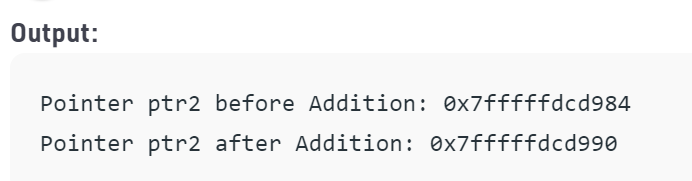 Output:
Pointer ptr2 before Addition: 0x7fffffdcd984
Pointer ptr2 after Addition: 0x7fffffdcd990